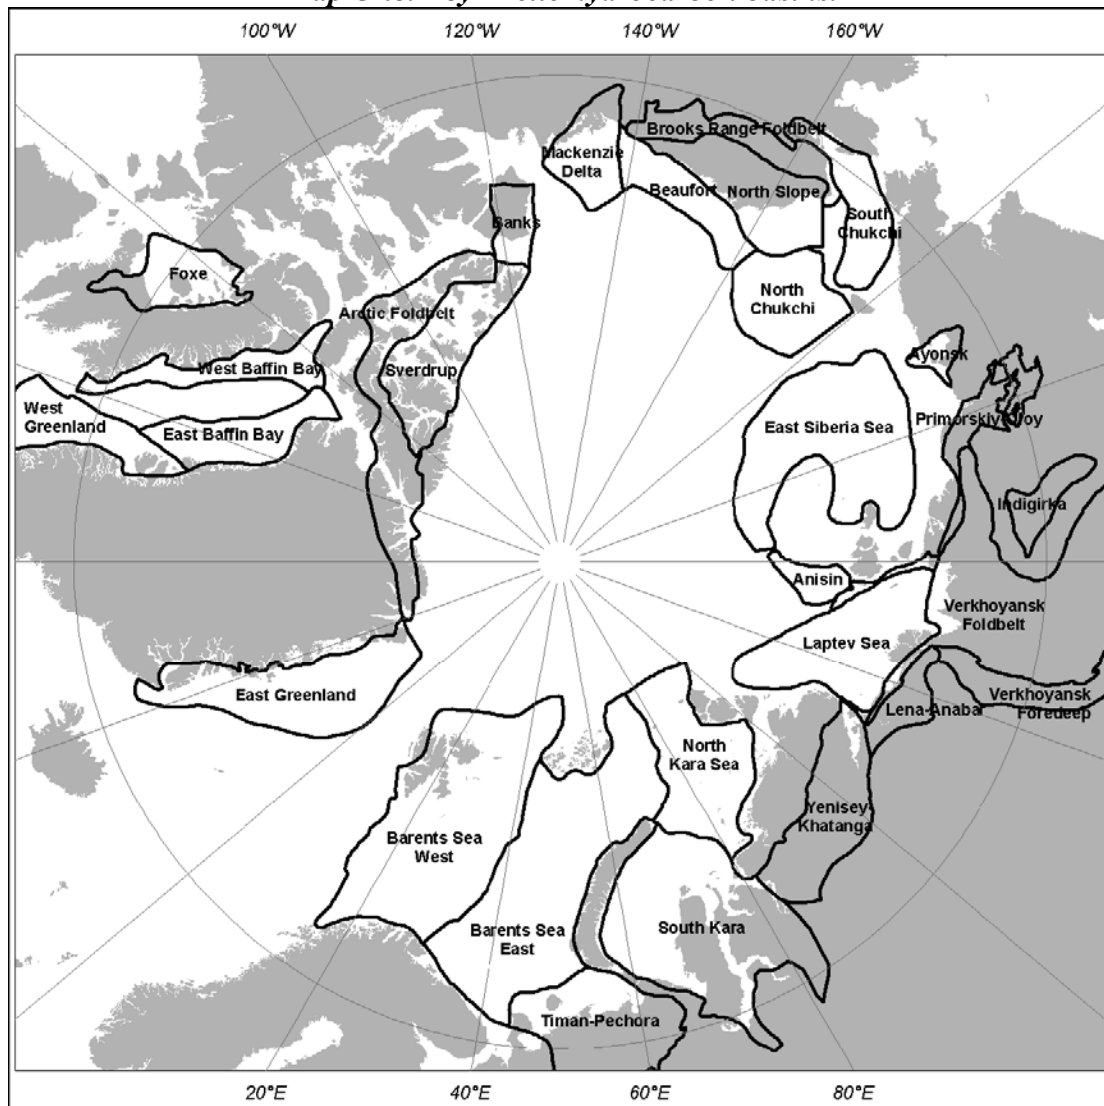 100°W
120°W
140°W
160°W
Brooks Range Foldbelt
Mackenzie
Delta
Beaufort
North Slope
Banks
South
Chukchi
Foxe
North
Chukchi
Arctic Foldbelt
Ayonsk
West Baffin Bay
Sverdrup
West
Greenland
East Baffin Bay
East Siberia Sea
Indigirka
Anisin
Verkhoyansk
Foldbelt
Laptev Sea
East Greenland
Lena-Anabar
Verkhoyansk
Foredeep
North
Kara Sea
Yenisey
Khatanga
Barents Sea
West
Barents Sea
East
South Kara
Timan-Pechora
20°E
40°E
60°E
80°E